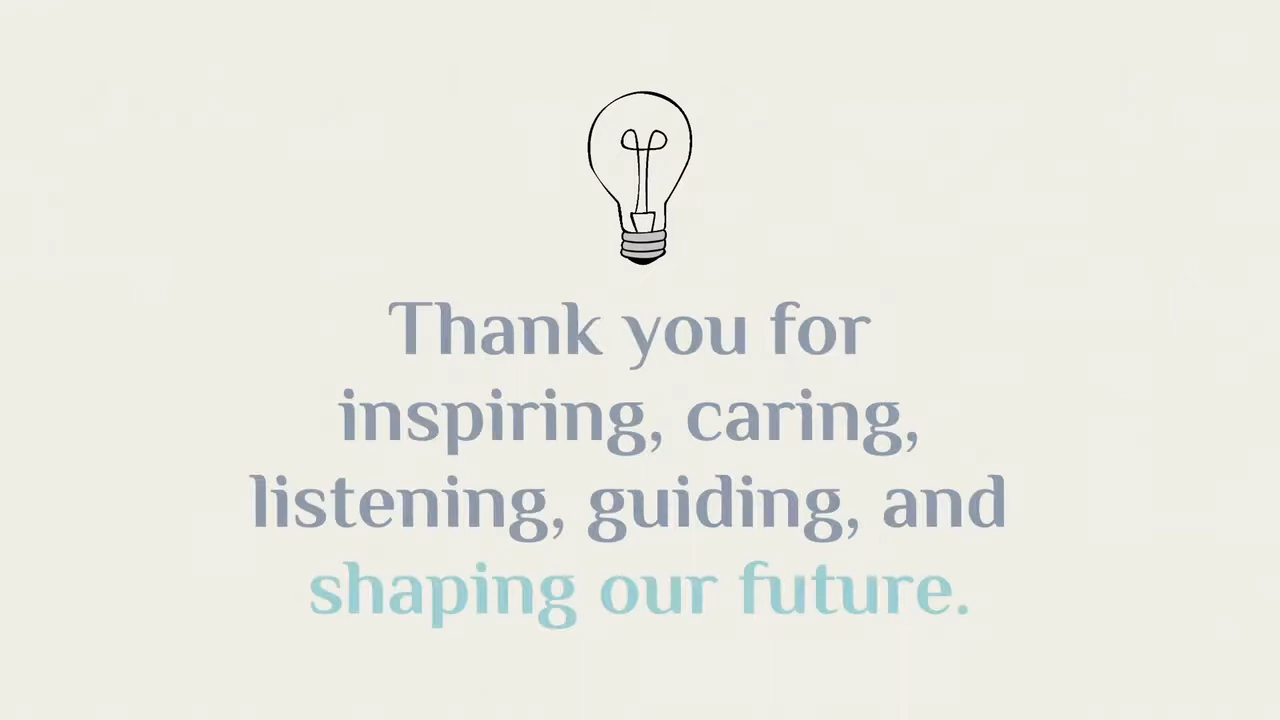 Thank you for
inspiring, caring,
listening, guiding, and
shaping our future.